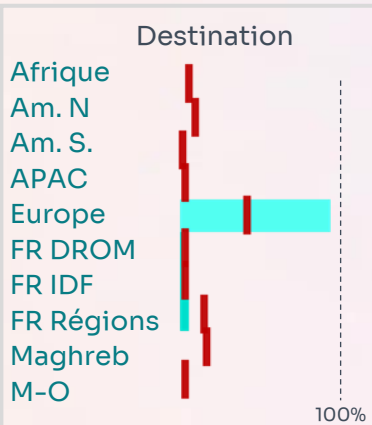 Destination
Afrique
Am. N
Am. S.
APAC
Europe
FR DROM
FR IDF
FR Régions
Maghreb
M-O
100%